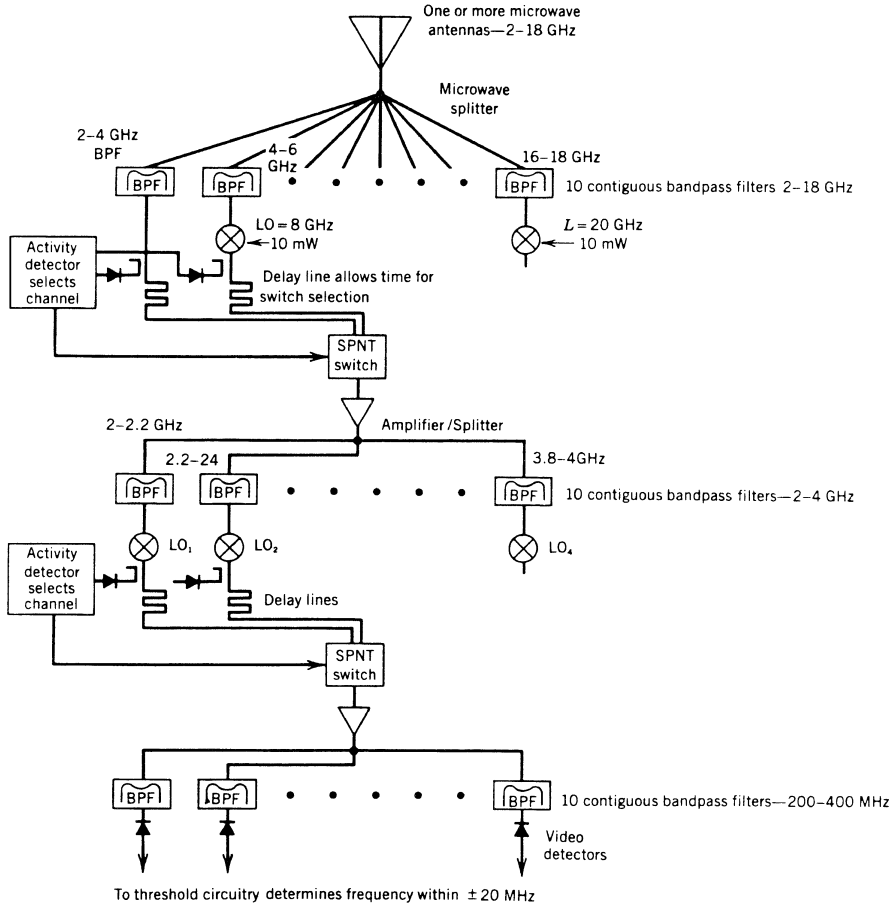 One or more microwave
antennas—2–18 GHz
Microwave
splitter
2–4 GHz
BPF
4–6
GHz
16–18 GHz
BPF
BPF
BPF
10 contiguous bandpass filters 2–18 GHz
LO = 8 GHz
10 mW
L = 20 GHz
10 mW
Activity
detector
selects
channel
Delay line allows time for
switch selection
SPNT
switch
Amplifier/Splitter
2–2.2 GHz
2.2–24
3.8–4GHz
BPF
BPF
BPF
10 contiguous bandpass filters—2–4 GHz
LO₁
LO₂
LO₄
Activity
detector
selects
channel
Delay lines
SPNT
switch
BPF
BPF
BPF
10 contiguous bandpass filters—200–400 MHz
Video
detectors
To threshold circuitry determines frequency within ±20 MHz